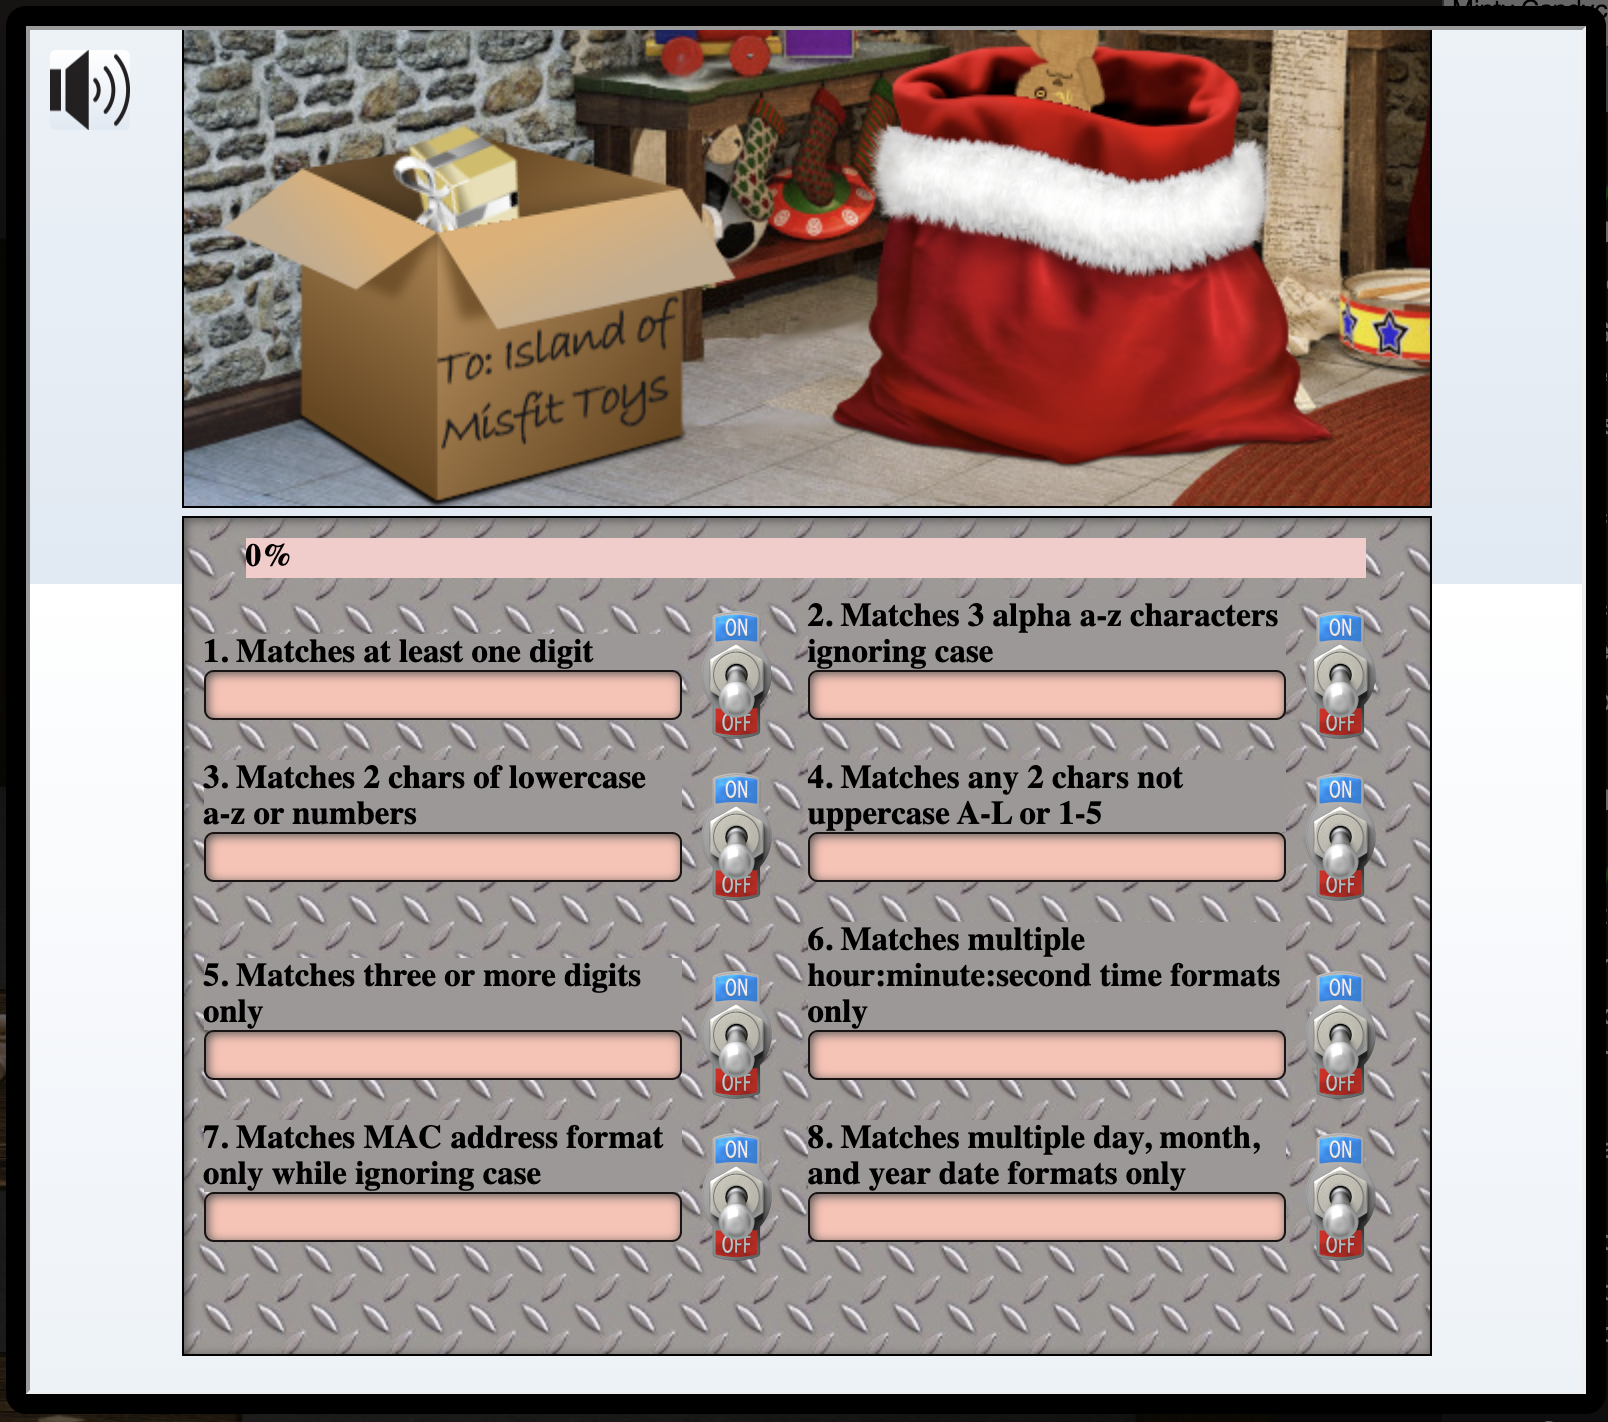 To: Island of
Misfit Toys
0%
1. Matches at least one digit
ON
OFF
2. Matches 3 alpha a-z characters
ignoring case
ON
OFF
3. Matches 2 chars of lowercase
a-z or numbers
ON
OFF
4. Matches any 2 chars not
uppercase A-L or 1-5
ON
OFF
5. Matches three or more digits
only
ON
OFF
6. Matches multiple
hour:minute:second time formats
only
ON
OFF
7. Matches MAC address format
only while ignoring case
ON
OFF
8. Matches multiple day, month,
and year date formats only
ON
OFF